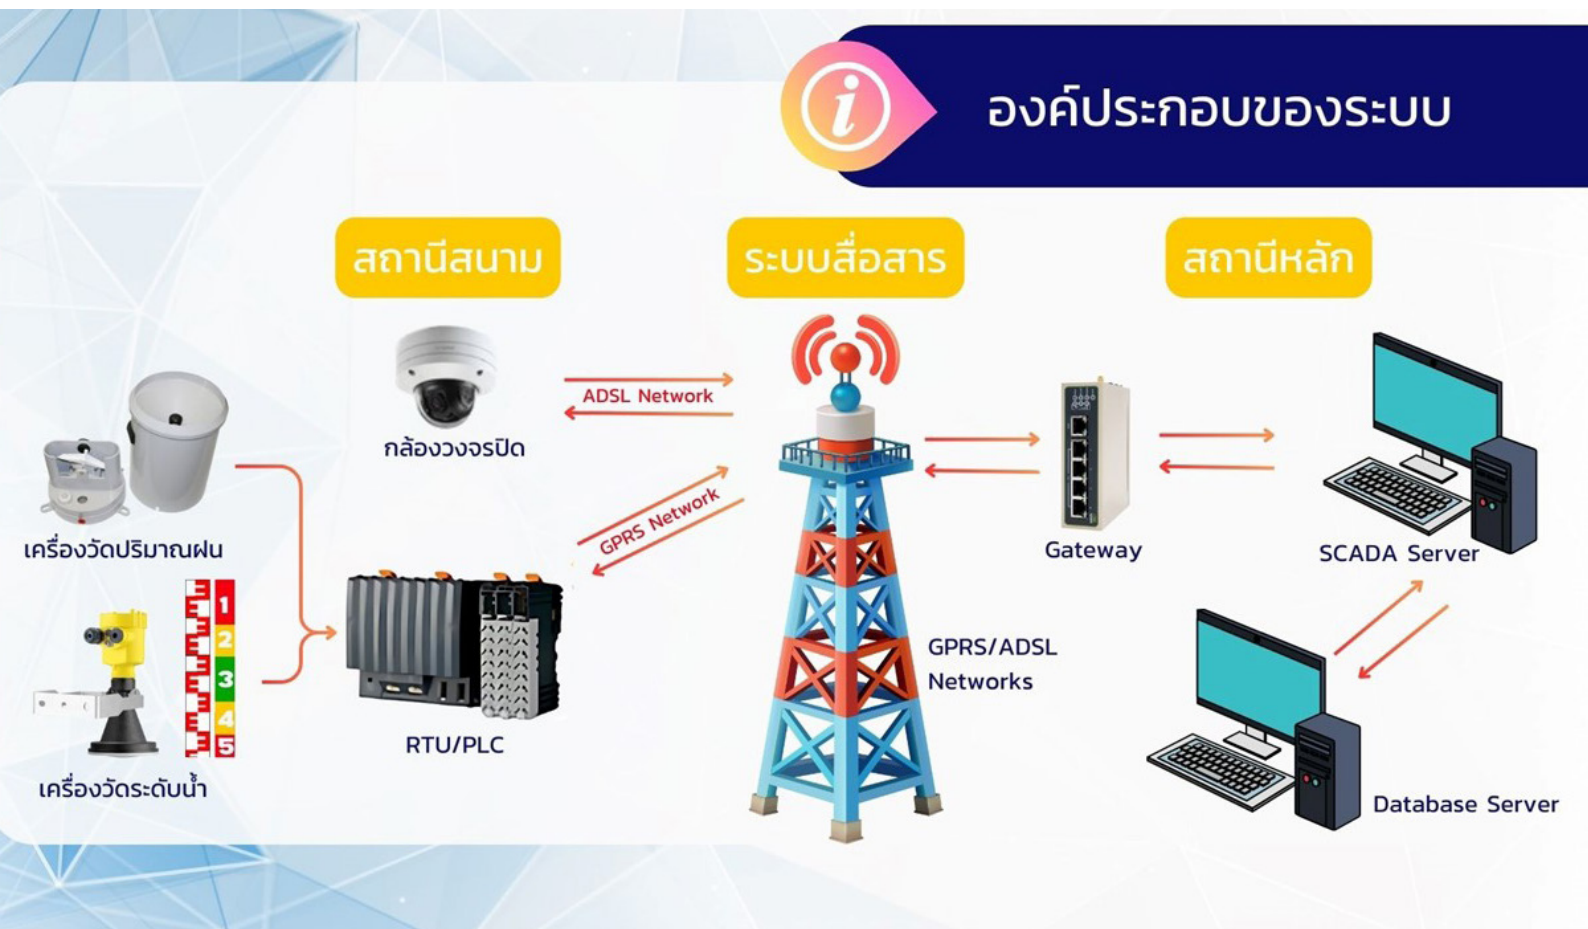 องค์ประกอบของระบบ
สถานีสนาม
ระบบสื่อสาร
สถานีหลัก
กล้องวงจรปิด
ADSL Network
GPRS Network
เครื่องวัดปริมาณฝน
เครื่องวัดระดับน้ำ
1
2
3
4
5
RTU/PLC
GPRS/ADSL
Networks
Gateway
SCADA Server
Database Server